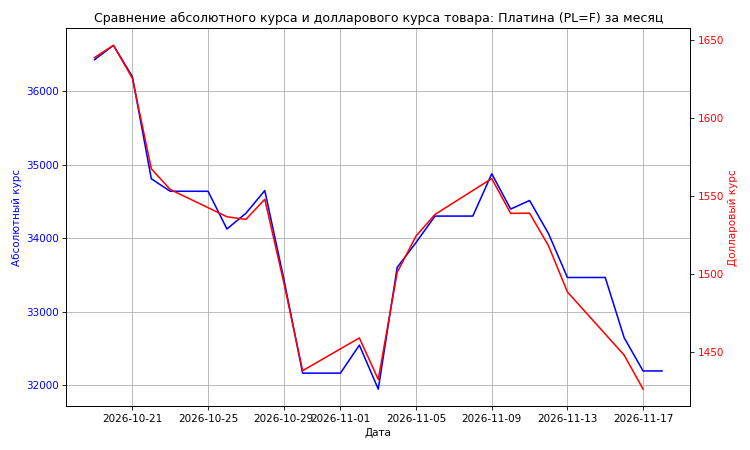 Сравнение абсолютного курса и долларового курса товара: Платина (PL=F) за месяц
Абсолютный курс
36000
35000
34000
33000
32000
1650
1600
1550
1500
1450
Долларовый курс
2026-10-21 2026-10-25 2026-10-29 2026-11-01 2026-11-05 2026-11-09 2026-11-13 2026-11-17
Дата